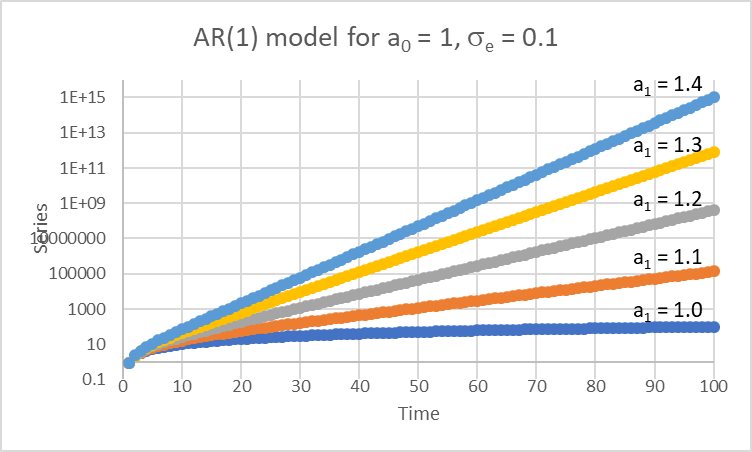 AR(1) model for a₀ = 1, σₑ = 0.1
1E+15
1E+13
1E+11
1E+09
10000000
100000
1000
10
0.1
Series
a₁ = 1.4
a₁ = 1.3
a₁ = 1.2
a₁ = 1.1
a₁ = 1.0
0 10 20 30 40 50 60 70 80 90 100
Time